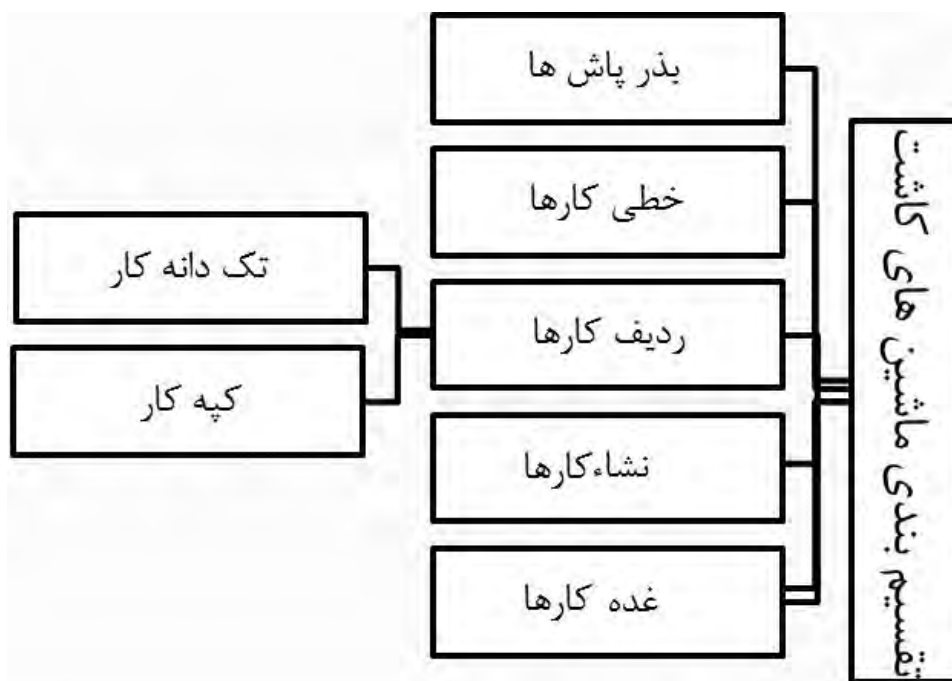 تقسیم بندی ماشین های کاشت
بذر پاش ها
خطی کارها
ردیف کارها
تک دانه کار
کپه کار
نشاءکارها
غده کارها